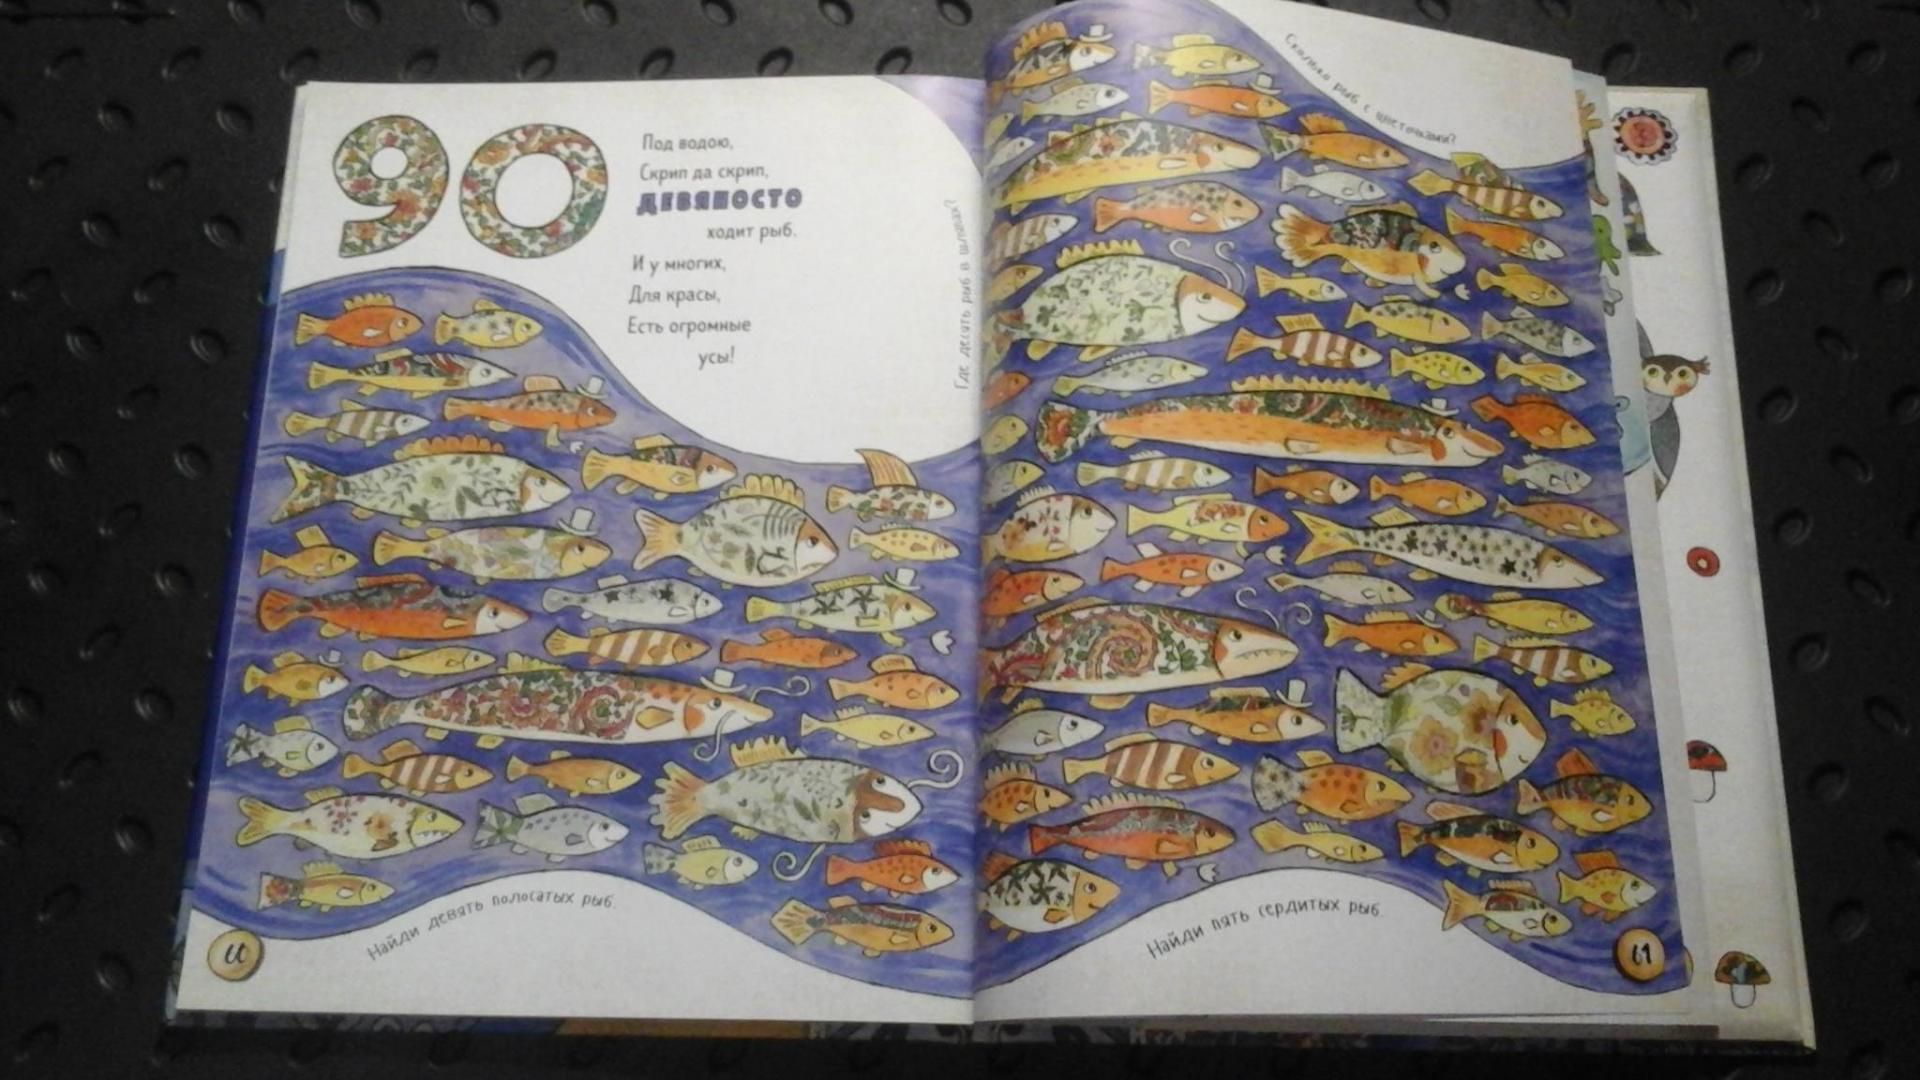 90
Под водою,
Скрип да скрип,
ДЕВЯНОСТО
ходит рыб.
И у многих,
Для красы,
Есть огромные
усы!
Где десять рыб в шляпах?
Найди девять полосатых рыб.
60
Сколько рыб с цветочками?
Найди пять сердитых рыб.
61